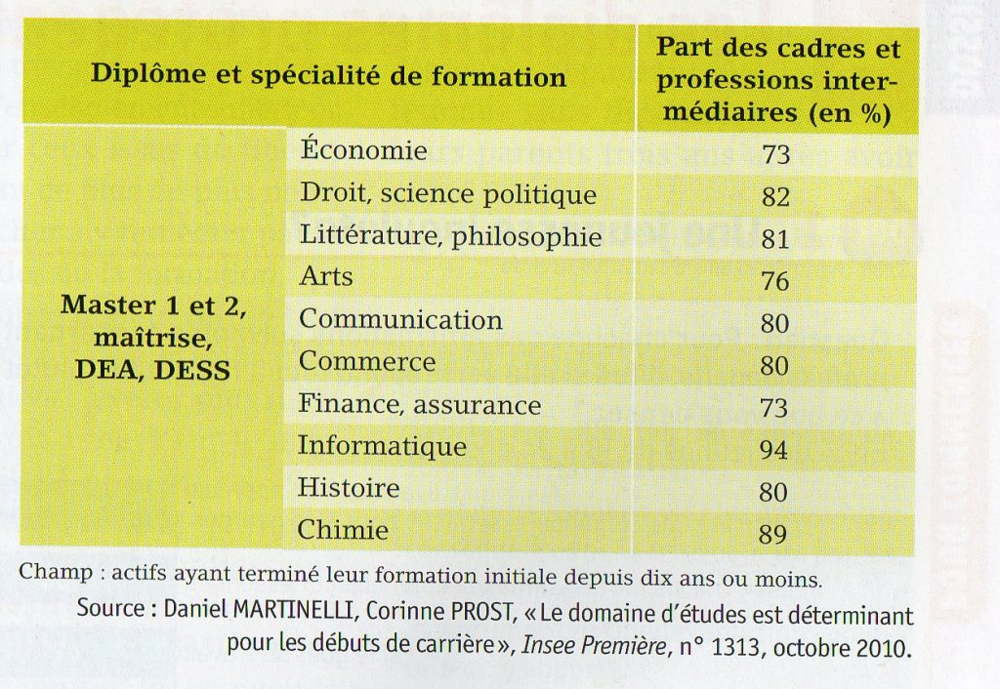 Diplôme et spécialité de formation
Part des cadres et
professions inter-
médiaires (en %)
Master 1 et 2,
maîtrise,
DEA, DESS
Économie 73
Droit, science politique 82
Littérature, philosophie 81
Arts 76
Communication 80
Commerce 80
Finance, assurance 73
Informatique 94
Histoire 80
Chimie 89
Champ : actifs ayant terminé leur formation initiale depuis dix ans ou moins.
Source : Daniel MARTINELLI, Corinne PROST, « Le domaine d'études est déterminant
pour les débuts de carrière », Insee Première, n° 1313, octobre 2010.